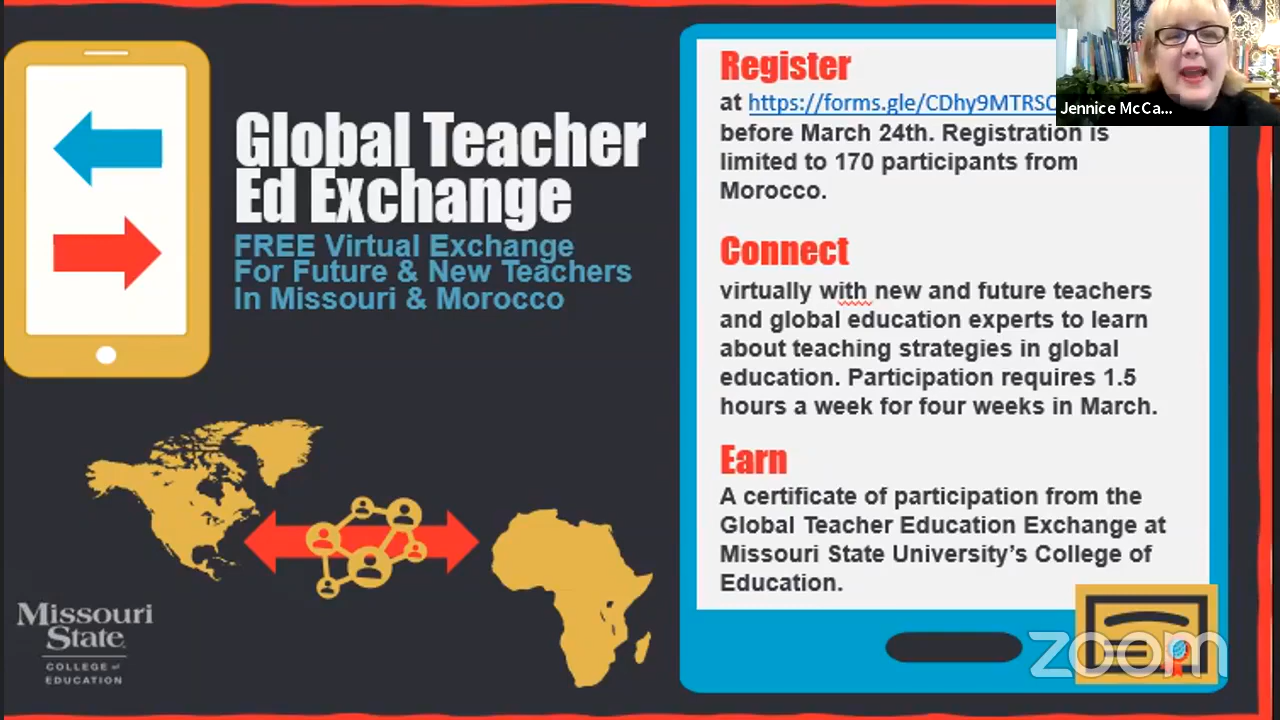 Global Teacher
Ed Exchange
FREE Virtual Exchange
For Future & New Teachers
In Missouri & Morocco
Missouri
State
COLLEGE of
EDUCATION
Register
at https://forms.gle/CDhy9MTRSC
before March 24th. Registration is
limited to 170 participants from
Morocco.
Connect
virtually with new and future teachers
and global education experts to learn
about teaching strategies in global
education. Participation requires 1.5
hours a week for four weeks in March.
Earn
A certificate of participation from the
Global Teacher Education Exchange at
Missouri State University’s College of
Education.
Jennice McCa...
zoom